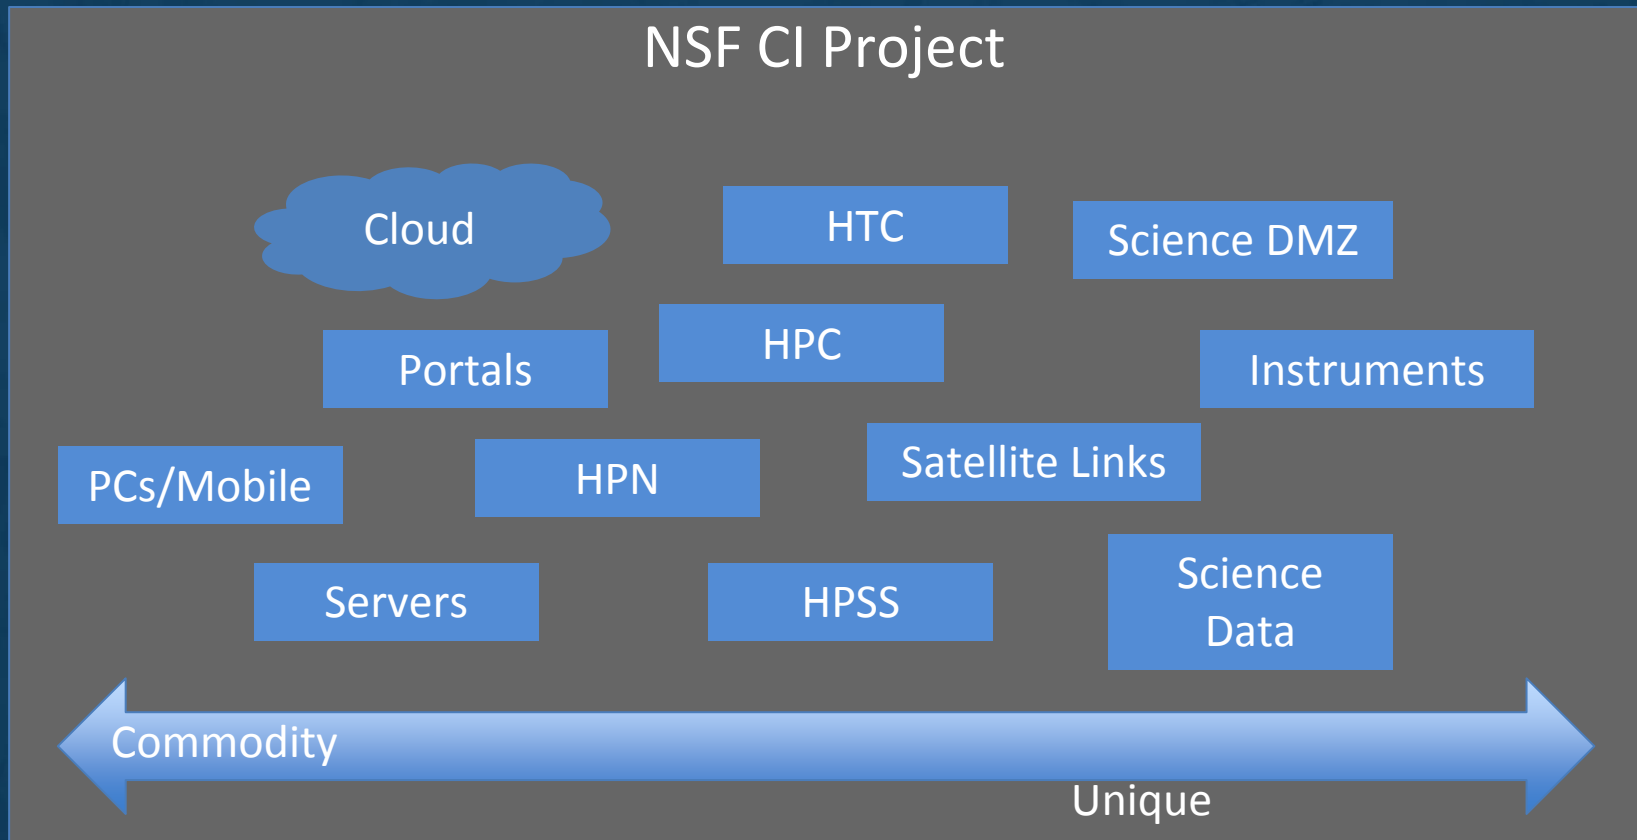 NSF CI Project
Cloud
HTC
Science DMZ
HPC
Portals
Instruments
Satellite Links
PCs/Mobile
HPN
Servers
HPSS
Science
Data
Commodity
Unique